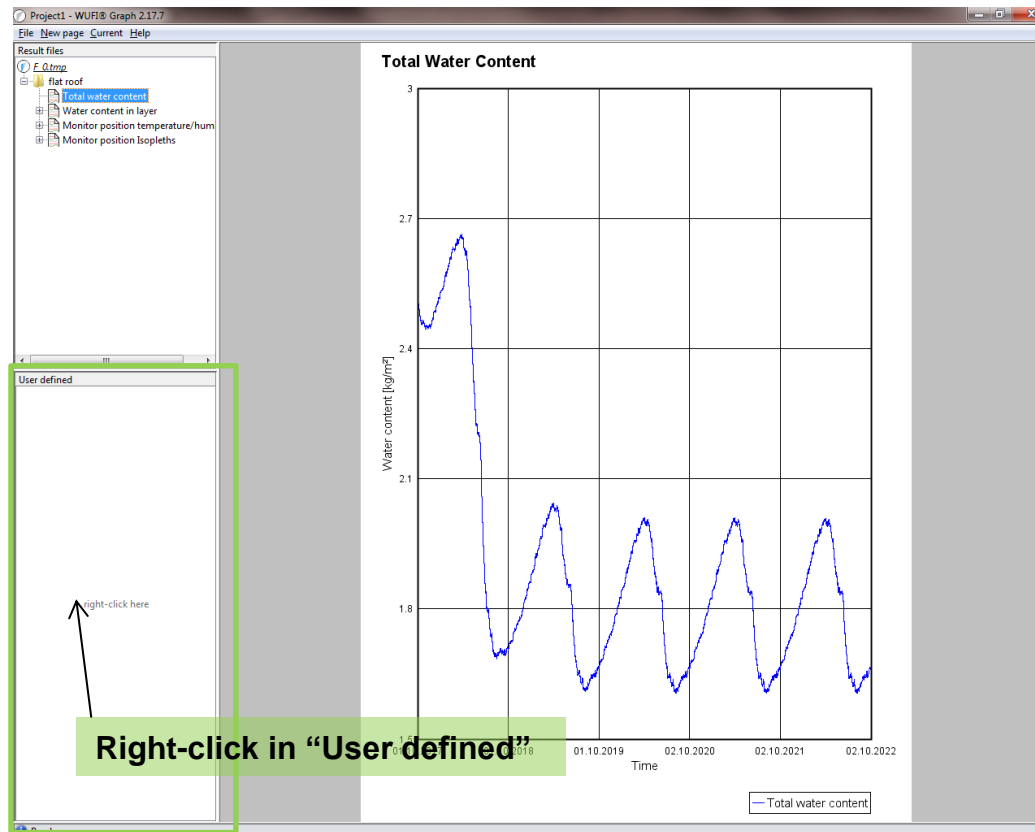 Project1 - WUFI® Graph 2.17.7
File New page Current Help
Result files
F_0.tmp
flat roof
Total water content
Water content in layer
Monitor position temperature/hum
Monitor position Isopleths
User defined
right-click here
Right-click in “User defined”
Total Water Content
3
2.7
2.4
2.1
1.8
1.5
Water content [kg/m²]
2018
01.10.2019
02.10.2020
02.10.2021
02.10.2022
Time
Total water content